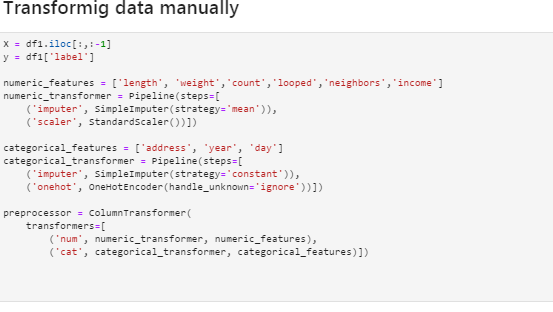 Transformig data manually
X = df1.iloc[:,:-1]
y = df1['label']
numeric_features = ['length', 'weight','count','looped','neighbors','income']
numeric_transformer = Pipeline(steps=[
    ('imputer', SimpleImputer(strategy='mean')),
    ('scaler', StandardScaler())])
categorical_features = ['address', 'year', 'day']
categorical_transformer = Pipeline(steps=[
    ('imputer', SimpleImputer(strategy='constant')),
    ('onehot', OneHotEncoder(handle_unknown='ignore'))])
preprocessor = ColumnTransformer(
    transformers=[
        ('num', numeric_transformer, numeric_features),
        ('cat', categorical_transformer, categorical_features)])